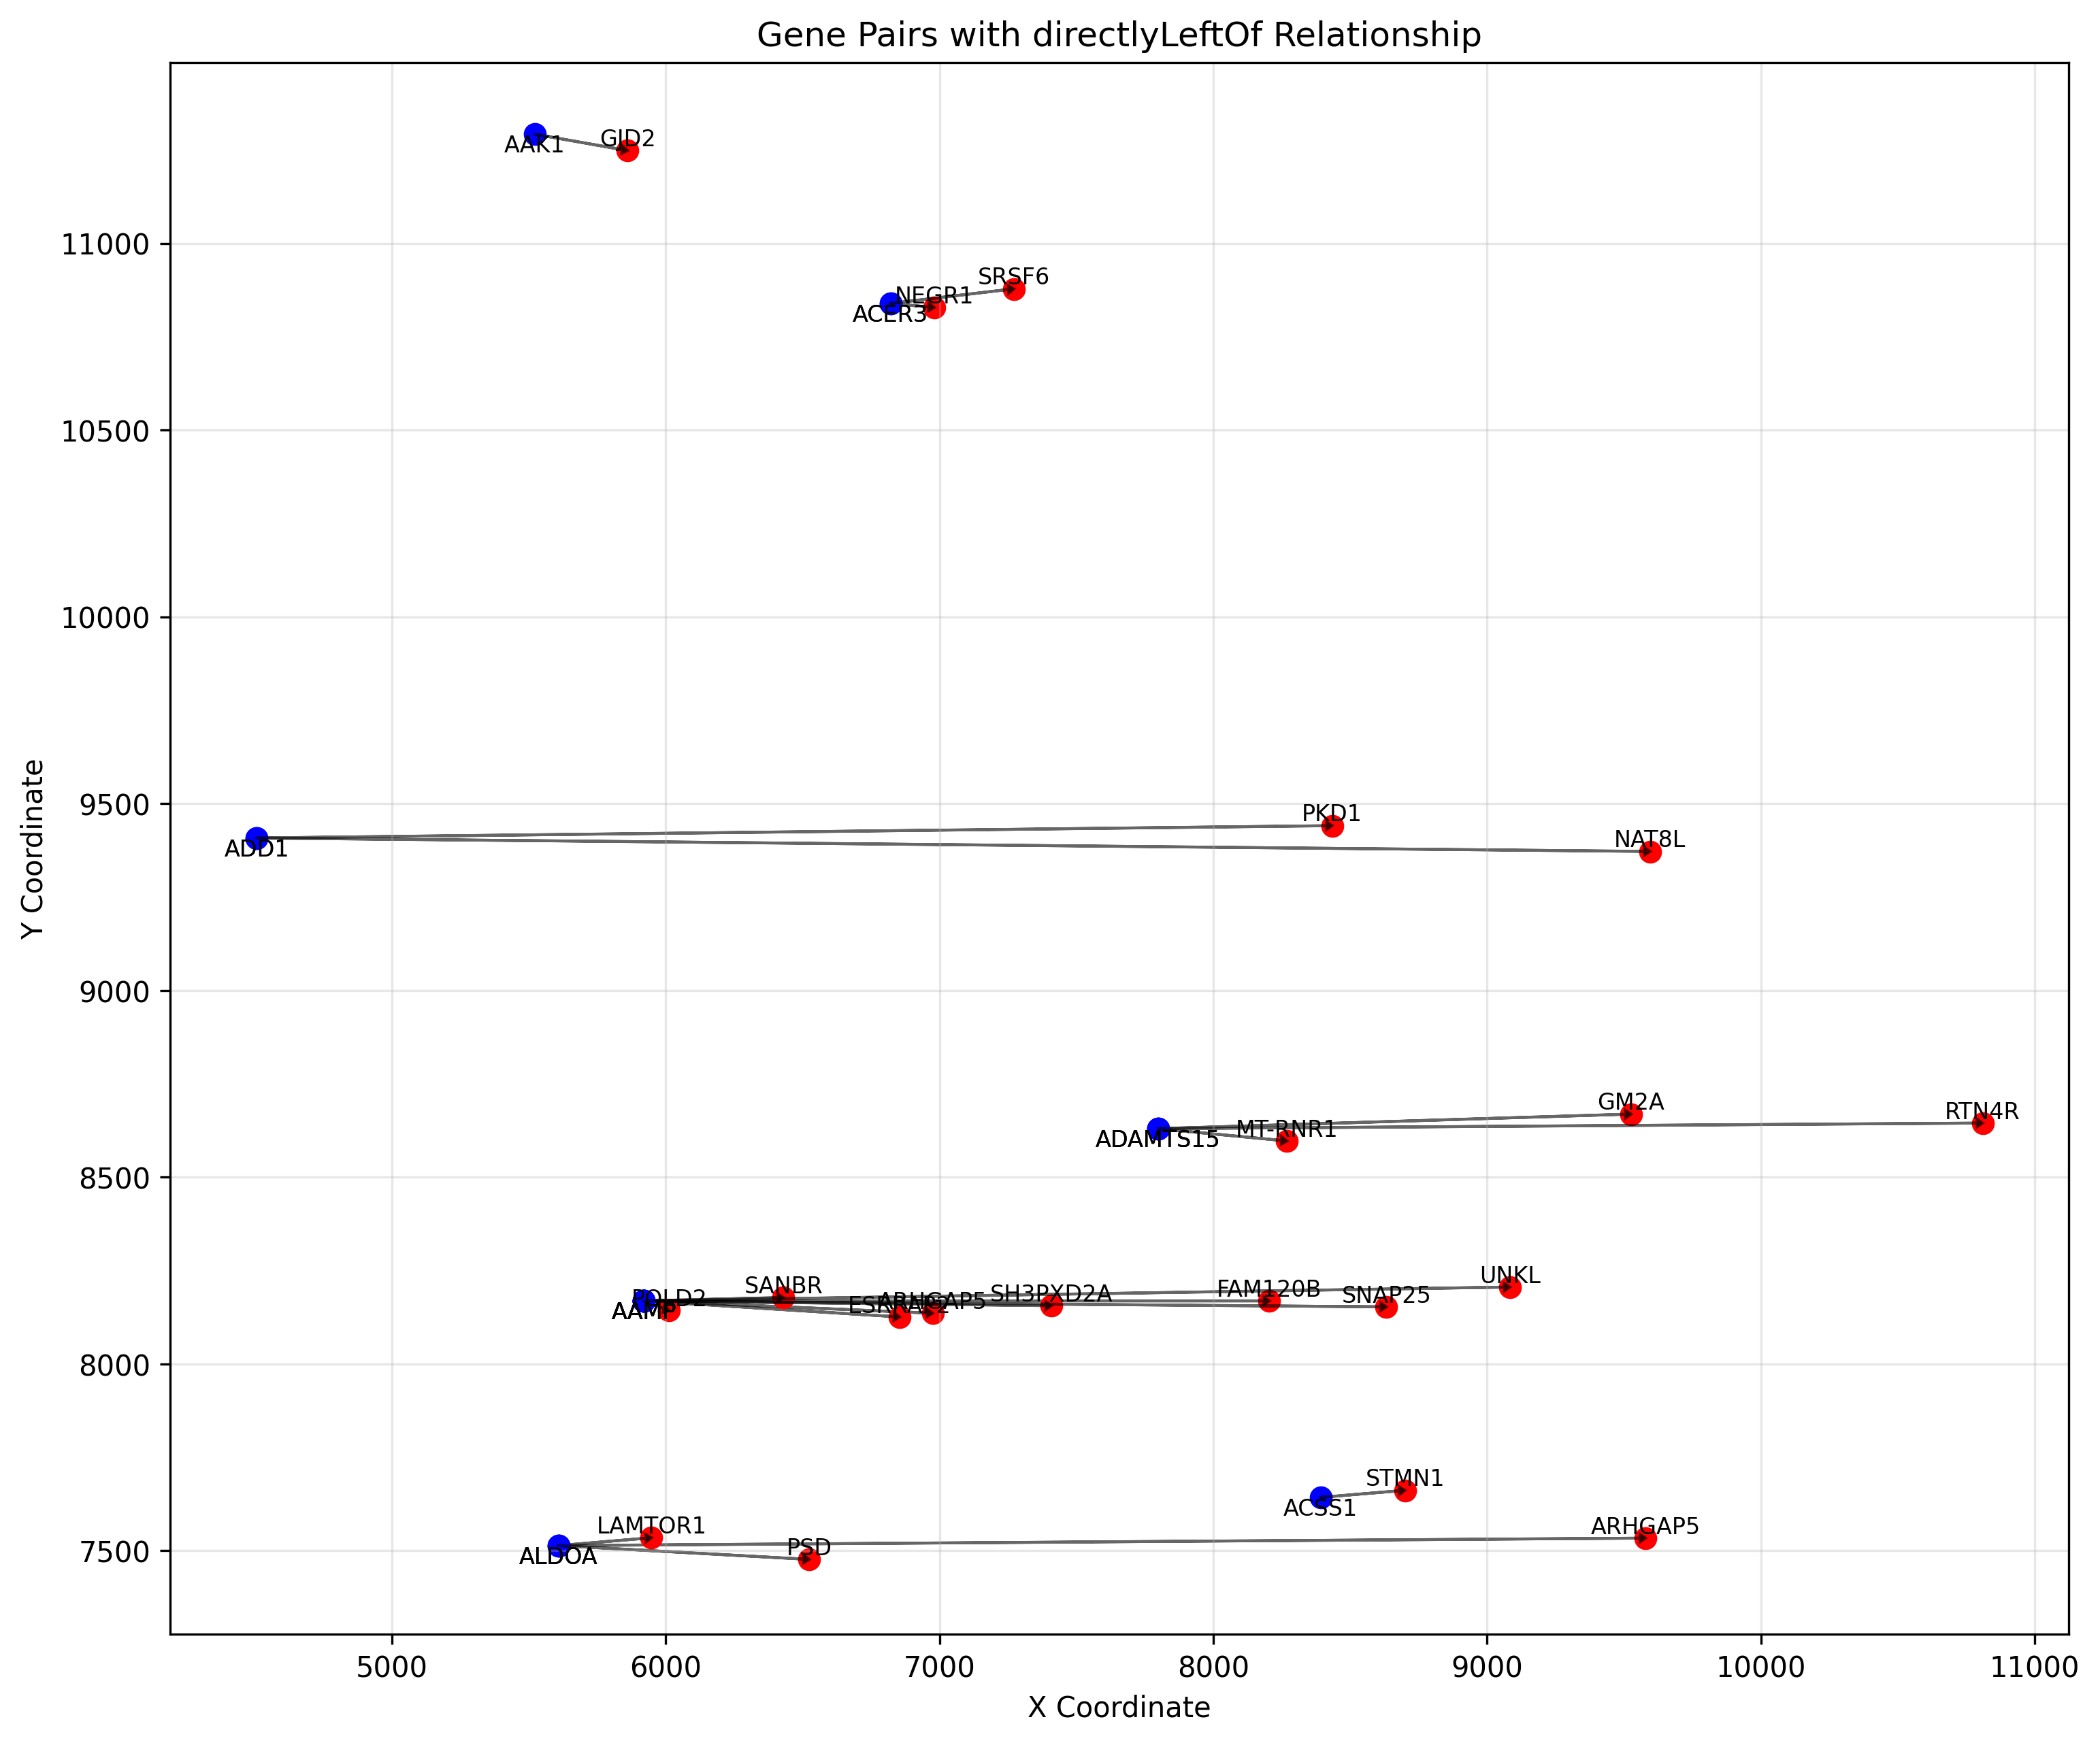 Gene Pairs with directlyLeftOf Relationship
AAK1
GID2
11000
SRSF6
NEGR1
ACER3
10500
10000
9500
PKD1
ADD1
NAT8L
Y Coordinate
9000
GM2A
RTN4R
MT-RNR1
ADAMTS15
8500
UNKL
SANBR
FAM120B
SH3PXD2A
SNAP25
POLD2
ARHGAP5
AAMP
8000
STMN1
ACSS1
LAMTOR1
ARHGAP5
PSD
ALDOA
7500
5000 6000 7000 8000 9000 10000 11000
X Coordinate